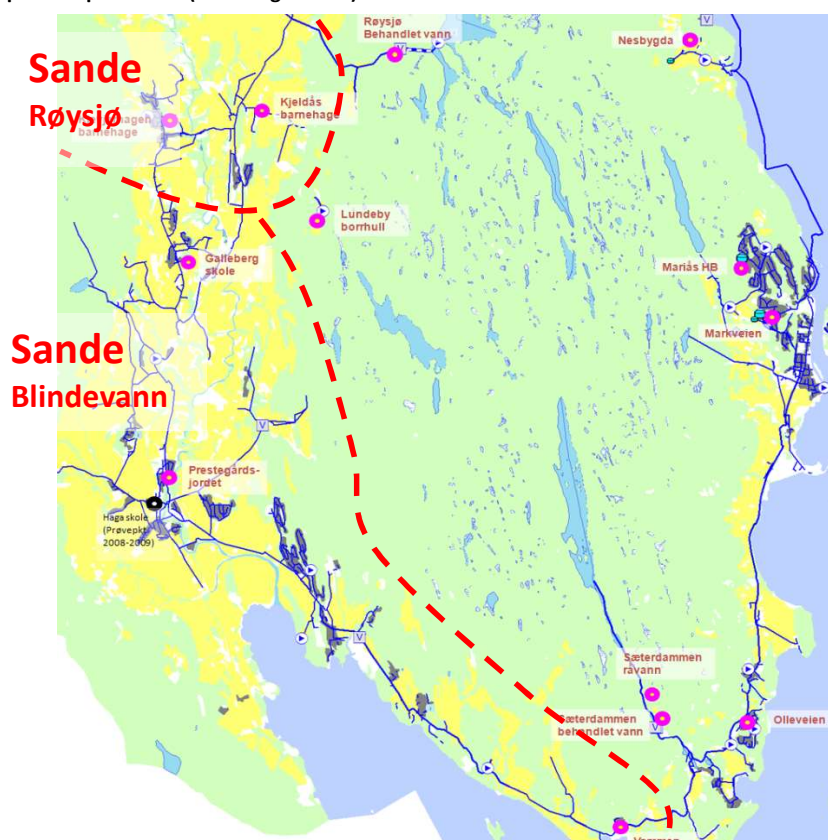 Røysjø
Behandlet vann
V
V
Nesbygda
Sande
Røysjø
barnehage
Kjeldås
barnehage
Lundeby
borrhull
Galleberg
skole
Mariås HB
Markveien
Sande
Blindevann
V
Prestegårds-
jordet
Haga skole
(Prøvepkt
2008-2009)
V
Sæterdammen
råvann
Sæterdammen
behandlet vann
V
Olleveien